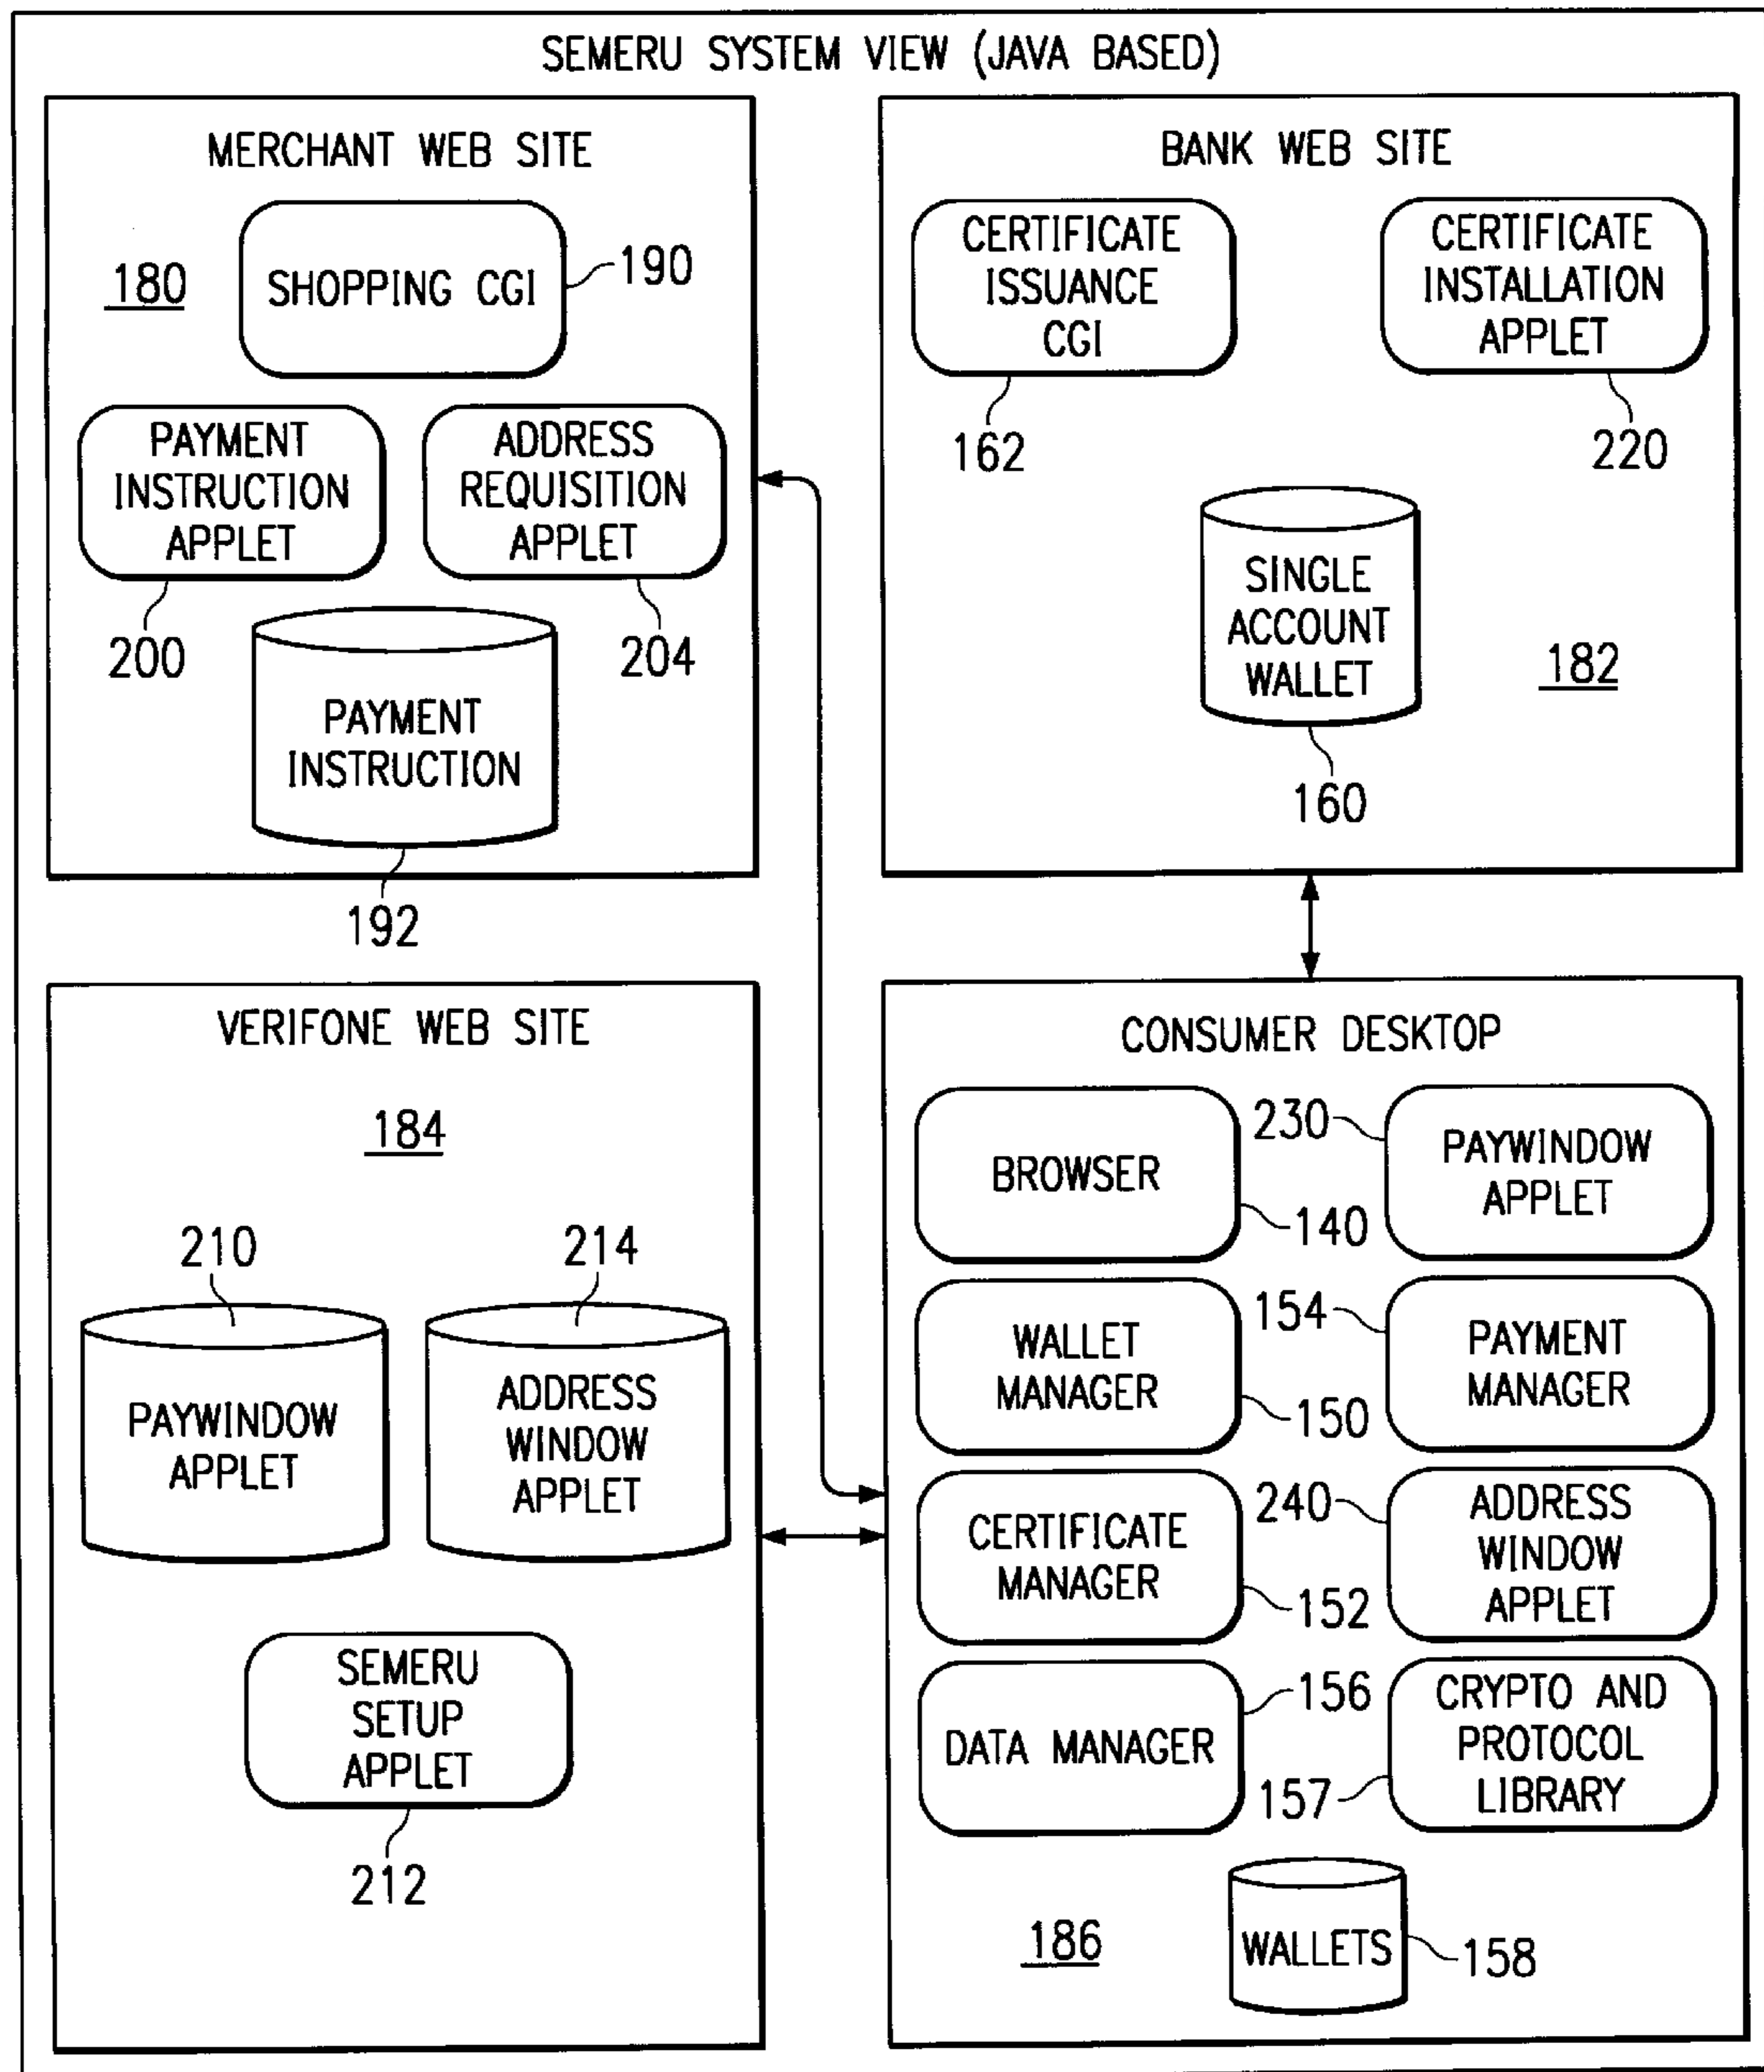 SEMERU SYSTEM VIEW (JAVA BASED)
MERCHANT WEB SITE
180
SHOPPING CGI
190
PAYMENT
INSTRUCTION
APPLET
200
ADDRESS
REQUISITION
APPLET
204
PAYMENT
INSTRUCTION
192
BANK WEB SITE
CERTIFICATE
ISSUANCE
CGI
162
CERTIFICATE
INSTALLATION
APPLET
220
SINGLE
ACCOUNT
WALLET
160
182
VERIFONE WEB SITE
184
210
PAYWINDOW
APPLET
214
ADDRESS
WINDOW
APPLET
SEMERU
SETUP
APPLET
212
CONSUMER DESKTOP
BROWSER
140
230
PAYWINDOW
APPLET
WALLET
MANAGER
150
154
PAYMENT
MANAGER
CERTIFICATE
MANAGER
152
240
ADDRESS
WINDOW
APPLET
DATA MANAGER
156
157
CRYPTO AND
PROTOCOL
LIBRARY
186
WALLETS
158